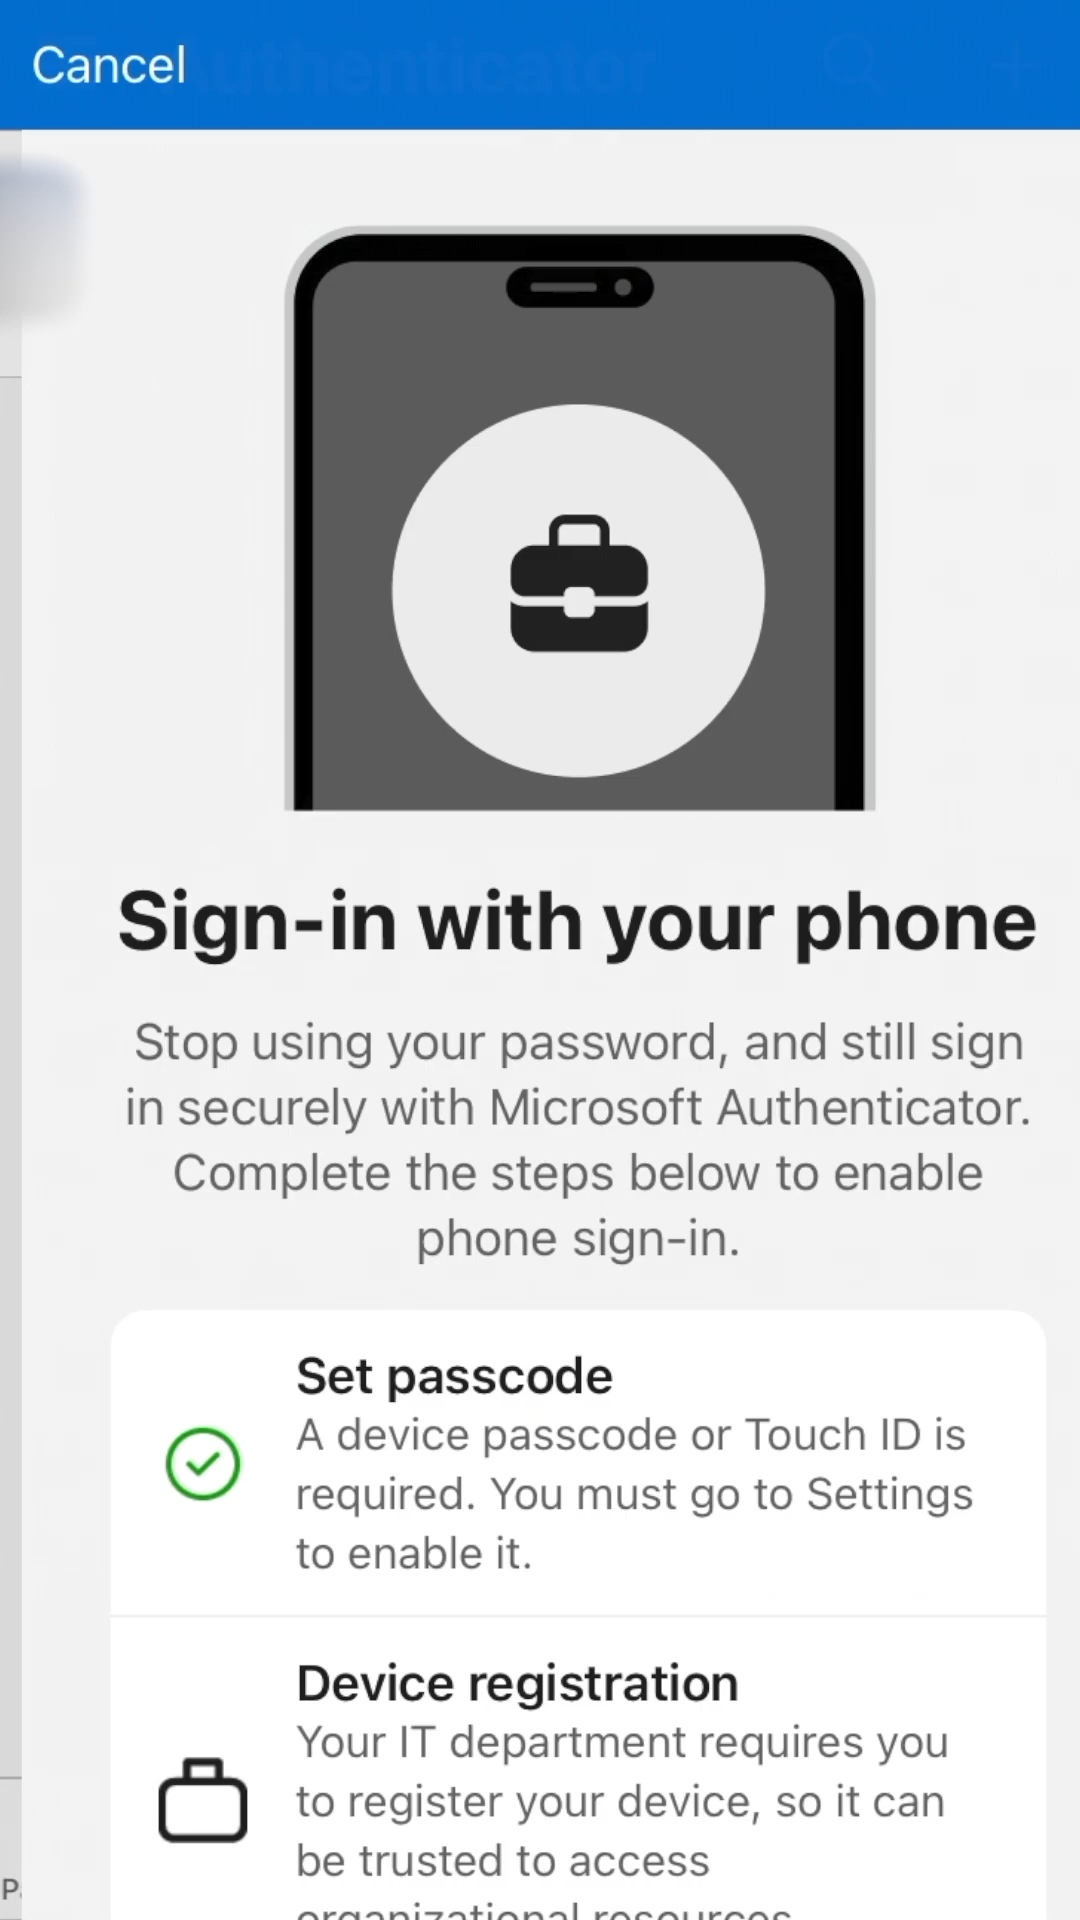 Cancel
Authenticator
Sign-in with your phone
Stop using your password, and still sign
in securely with Microsoft Authenticator.
Complete the steps below to enable
phone sign-in.
Set passcode
A device passcode or Touch ID is
required. You must go to Settings
to enable it.
Device registration
Your IT department requires you
to register your device, so it can
be trusted to access
organizational resources